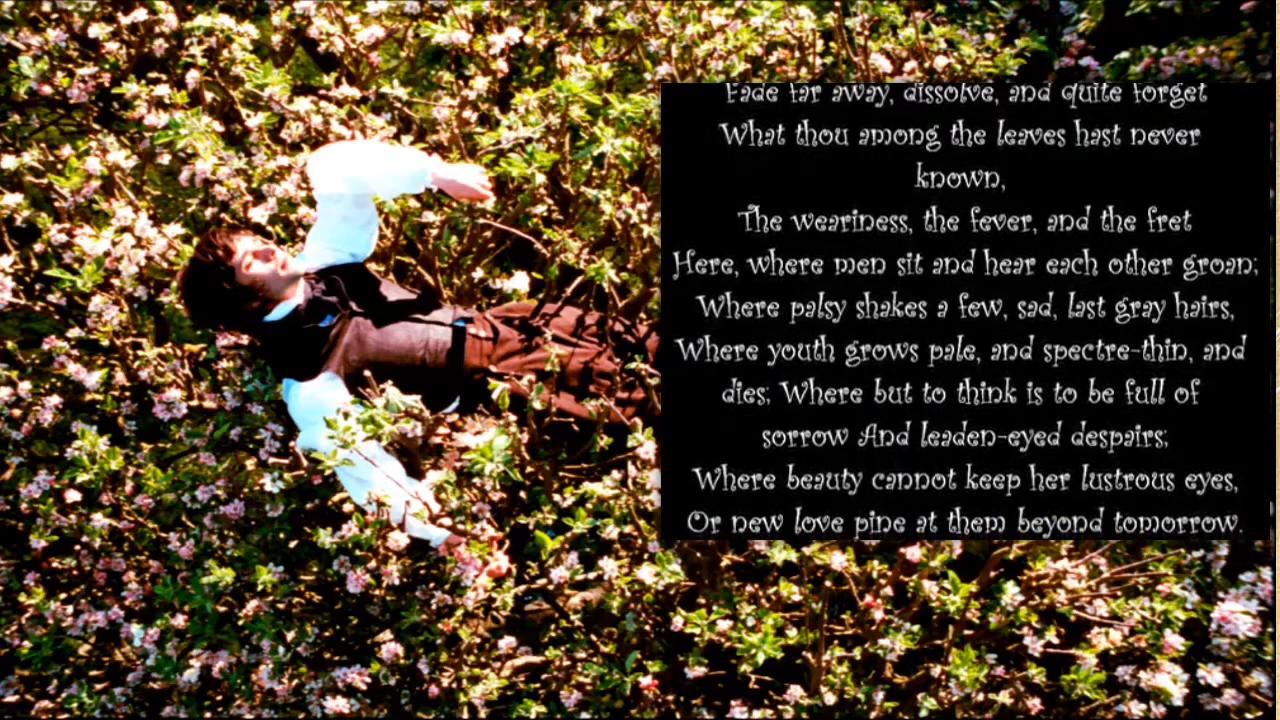 Fade far away, dissolve, and quite forget
What thou among the leaves hast never
known,
The weariness, the fever, and the fret
Here, where men sit and hear each other groan;
Where palsy shakes a few, sad, last gray hairs,
Where youth grows pale, and spectre-thin, and
dies; Where but to think is to be full of
sorrow And leaden-eyed despairs;
Where beauty cannot keep her lustrous eyes,
Or new love pine at them beyond tomorrow.